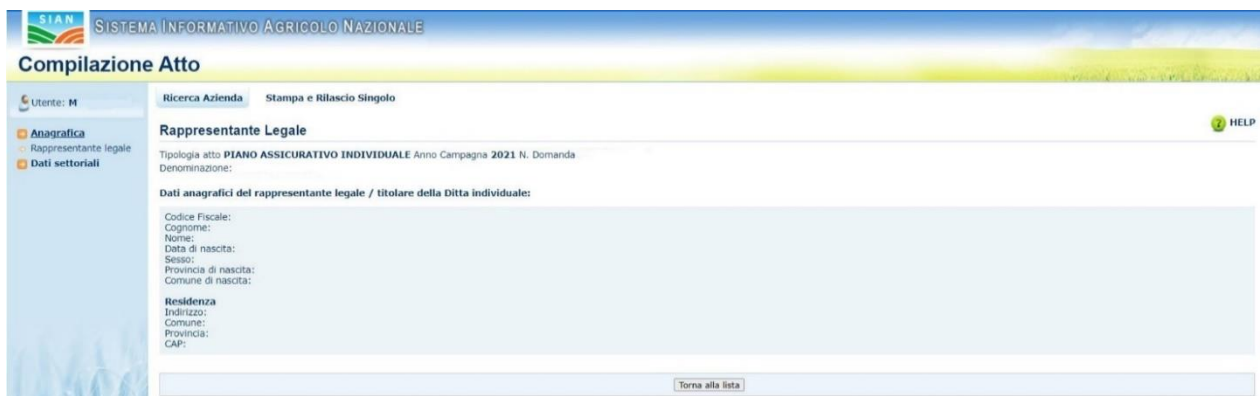 SIAN
SISTEMA INFORMATIVO AGRICOLO NAZIONALE
Compilazione Atto
Utente: M
Ricerca Azienda Stampa e Rilascio Singolo
HELP
Anagrafica
Rappresentante legale
Dati settoriali
Rappresentante Legale
Tipologia atto PIANO ASSICURATIVO INDIVIDUALE Anno Campagna 2021 N. Domanda
Denominazione:
Dati anagrafici del rappresentante legale / titolare della Ditta individuale:
Codice Fiscale:
Cognome:
Nome:
Data di nascita:
Sesso:
Provincia di nascita:
Comune di nascita:
Residenza
Indirizzo:
Comune:
Provincia:
CAP:
Torna alla lista